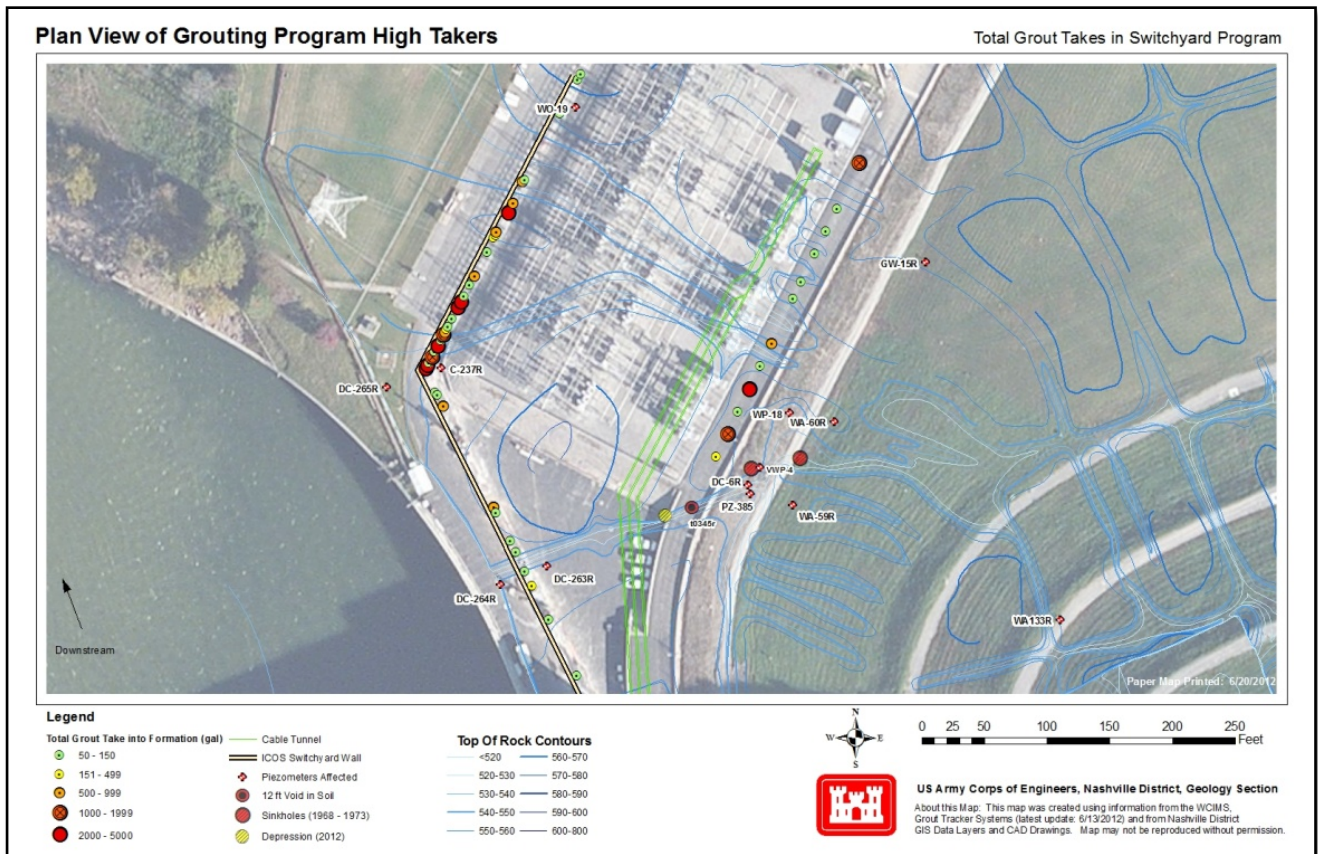 Plan View of Grouting Program High Takers
Total Grout Takes in Switchyard Program
WO-19
GW-15R
C-237R
DC-265R
WP-18
WA-60R
VWP-4
DC-6R
PZ-385
WA-59R
t0345r
DC-263R
DC-264R
WA133R
Downstream
Paper Map Printed: 6/20/2012
Legend
Total Grout Take into Formation (gal)
50 - 150
151 - 499
500 - 999
1000 - 1999
2000 - 5000
Cable Tunnel
ICOS Switchyard Wall
Piezometers Affected
12 ft Void in Soil
Sinkholes (1968 - 1973)
Depression (2012)
Top Of Rock Contours
<520
520-530
530-540
540-550
550-560
560-570
570-580
580-590
590-600
600-800
N
W E
S
0 25 50 100 150 200 250
Feet
US Army Corps of Engineers, Nashville District, Geology Section
About this Map: This map was created using information from the WCIMS,
Grout Tracker Systems (latest update: 6/13/2012) and from Nashville District
GIS Data Layers and CAD Drawings. Map may not be reproduced without permission.